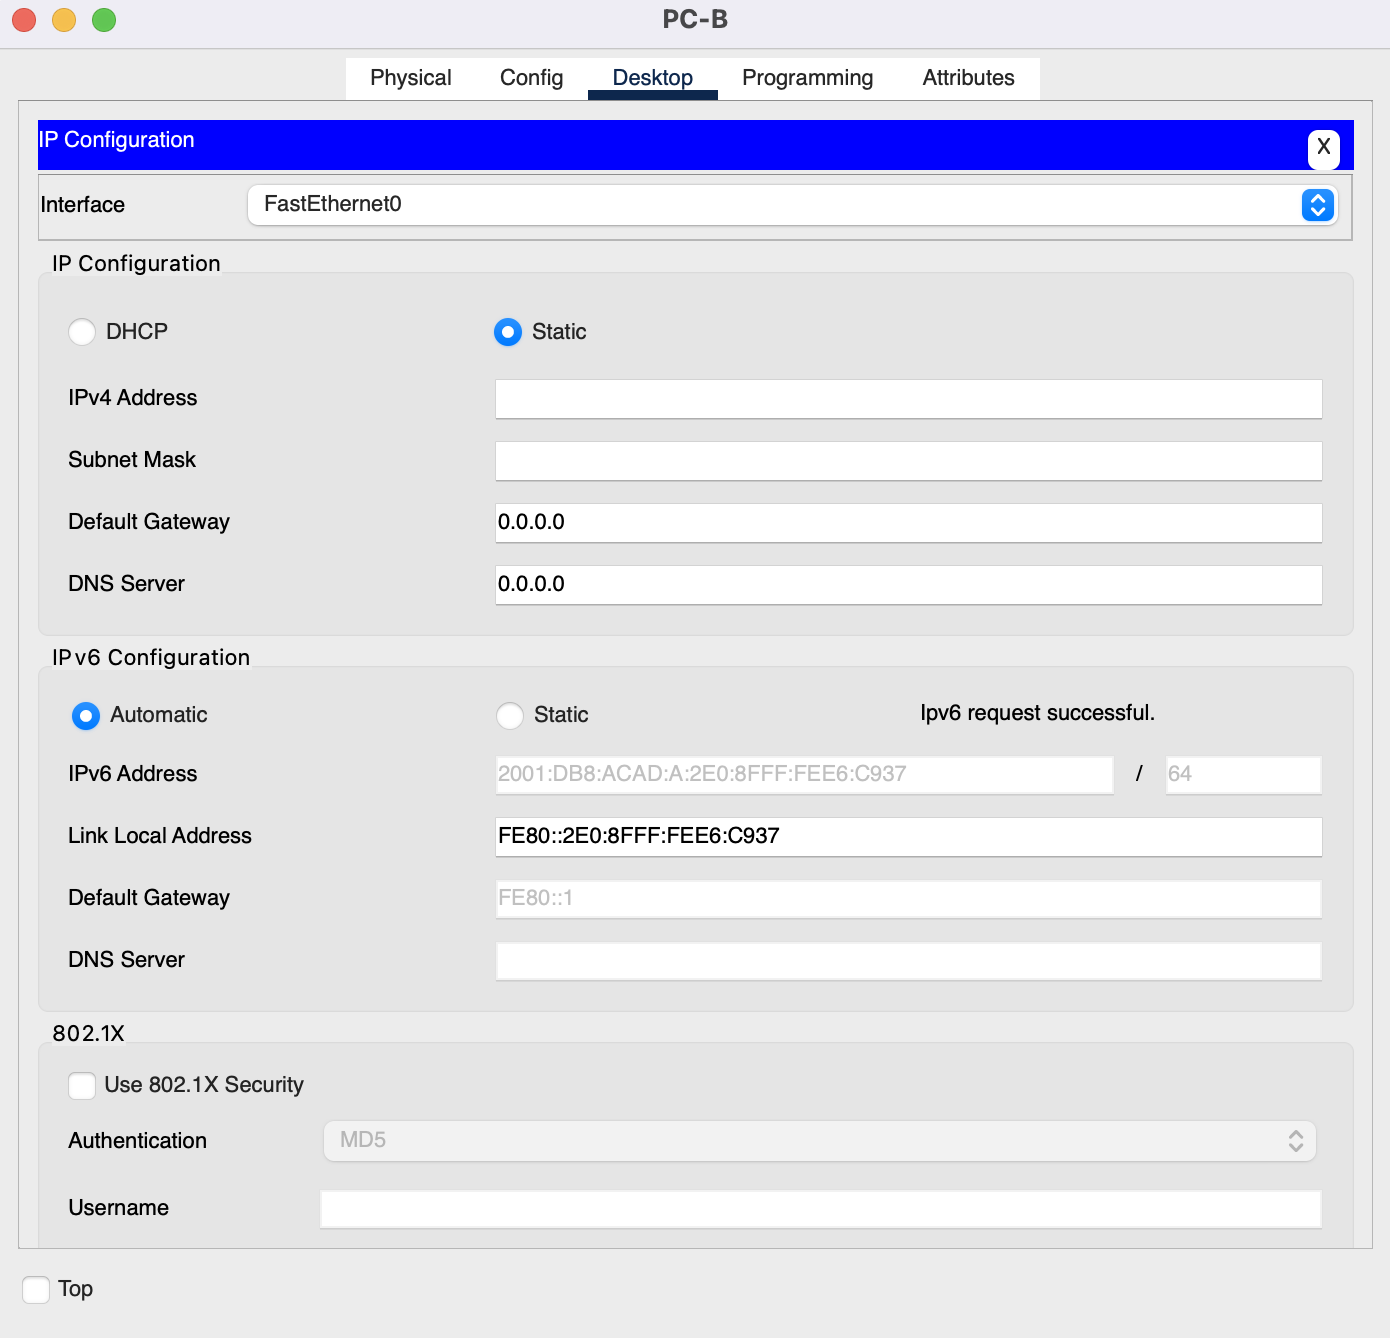 PC-B
Physical Config Desktop Programming Attributes
IP Configuration X
Interface FastEthernet0
IP Configuration
DHCP Static
IPv4 Address
Subnet Mask
Default Gateway 0.0.0.0
DNS Server 0.0.0.0
IPv6 Configuration
Automatic Static Ipv6 request successful.
IPv6 Address 2001:DB8:ACAD:A:2E0:8FFF:FEE6:C937 / 64
Link Local Address FE80::2E0:8FFF:FEE6:C937
Default Gateway FE80::1
DNS Server
802.1X
Use 802.1X Security
Authentication MD5
Username
Top